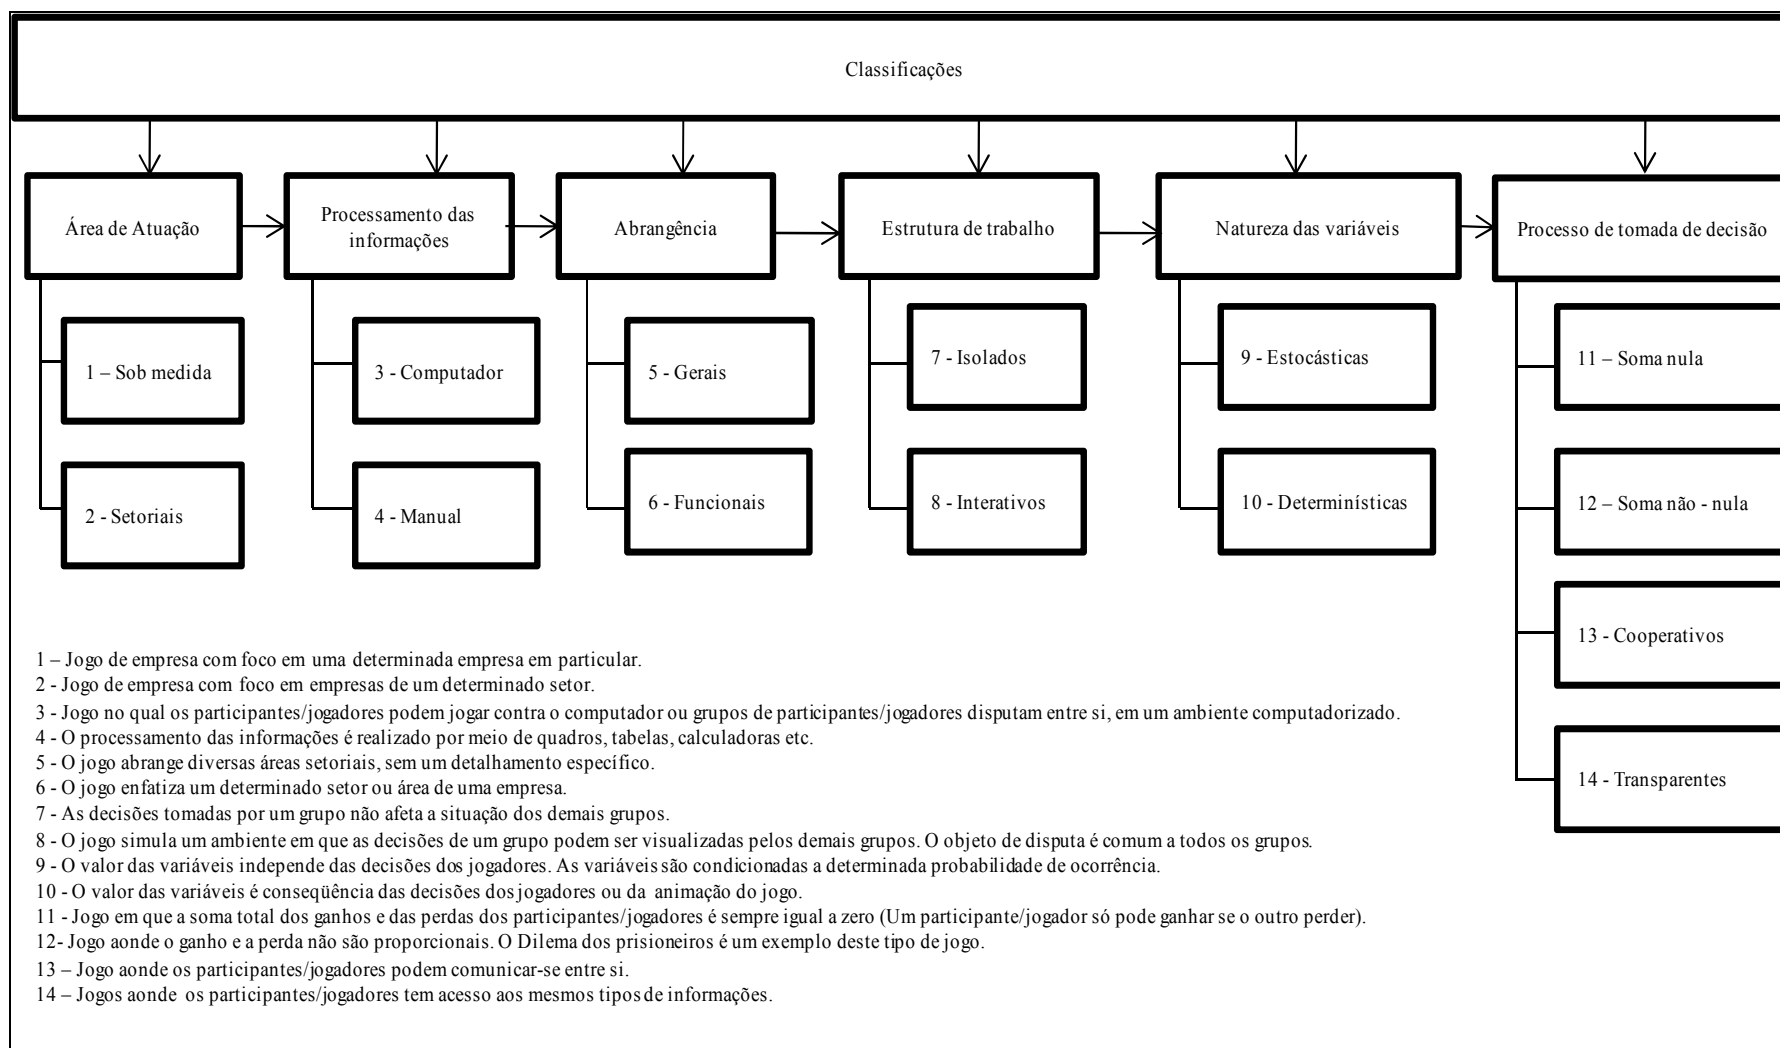 Classificações
Área de Atuação
Processamento das
informações
Abrangência
Estrutura de trabalho
Natureza das variáveis
Processo de tomada de decisão
1 – Sob medida
3 - Computador
5 - Gerais
7 - Isolados
9 - Estocásticas
11 – Soma nula
2 - Setoriais
4 - Manual
6 - Funcionais
8 - Interativos
10 - Determinísticas
12 – Soma não - nula
13 - Cooperativos
14 - Transparentes
1 – Jogo de empresa com foco em uma determinada empresa em particular.
2 - Jogo de empresa com foco em empresas de um determinado setor.
3 - Jogo no qual os participantes/jogadores podem jogar contra o computador ou grupos de participantes/jogadores disputam entre si, em um ambiente computadorizado.
4 - O processamento das informações é realizado por meio de quadros, tabelas, calculadoras etc.
5 - O jogo abrange diversas áreas setoriais, sem um detalhamento específico.
6 - O jogo enfatiza um determinado setor ou área de uma empresa.
7 - As decisões tomadas por um grupo não afeta a situação dos demais grupos.
8 - O jogo simula um ambiente em que as decisões de um grupo podem ser visualizadas pelos demais grupos. O objeto de disputa é comum a todos os grupos.
9 - O valor das variáveis independe das decisões dos jogadores. As variáveis são condicionadas a determinada probabilidade de ocorrência.
10 - O valor das variáveis é conseqüência das decisões dos jogadores ou da animação do jogo.
11 - Jogo em que a soma total dos ganhos e das perdas dos participantes/jogadores é sempre igual a zero (Um participante/jogador só pode ganhar se o outro perder).
12- Jogo aonde o ganho e a perda não são proporcionais. O Dilema dos prisioneiros é um exemplo deste tipo de jogo.
13 – Jogo aonde os participantes/jogadores podem comunicar-se entre si.
14 – Jogos aonde os participantes/jogadores tem acesso aos mesmos tipos de informações.